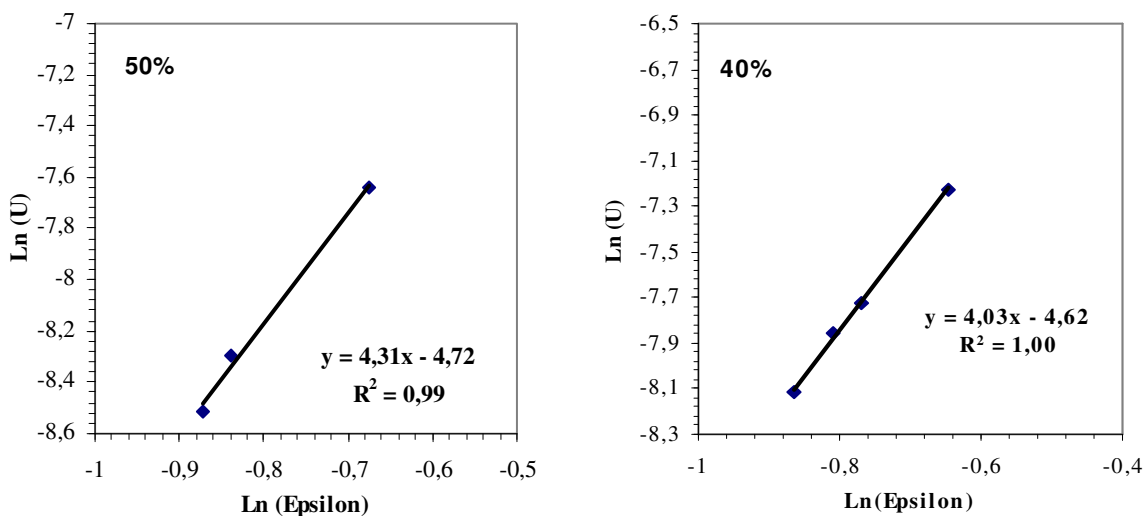 50%
Ln (U)
-7
-7,2
-7,4
-7,6
-7,8
-8
-8,2
-8,4
-8,6
y = 4,31x - 4,72
R2 = 0,99
-1 -0,9 -0,8 -0,7 -0,6 -0,5
Ln (Epsilon)
40%
Ln (U)
-6,5
-6,7
-6,9
-7,1
-7,3
-7,5
-7,7
-7,9
-8,1
-8,3
y = 4,03x - 4,62
R2 = 1,00
-1 -0,8 -0,6 -0,4
Ln(Epsilon)